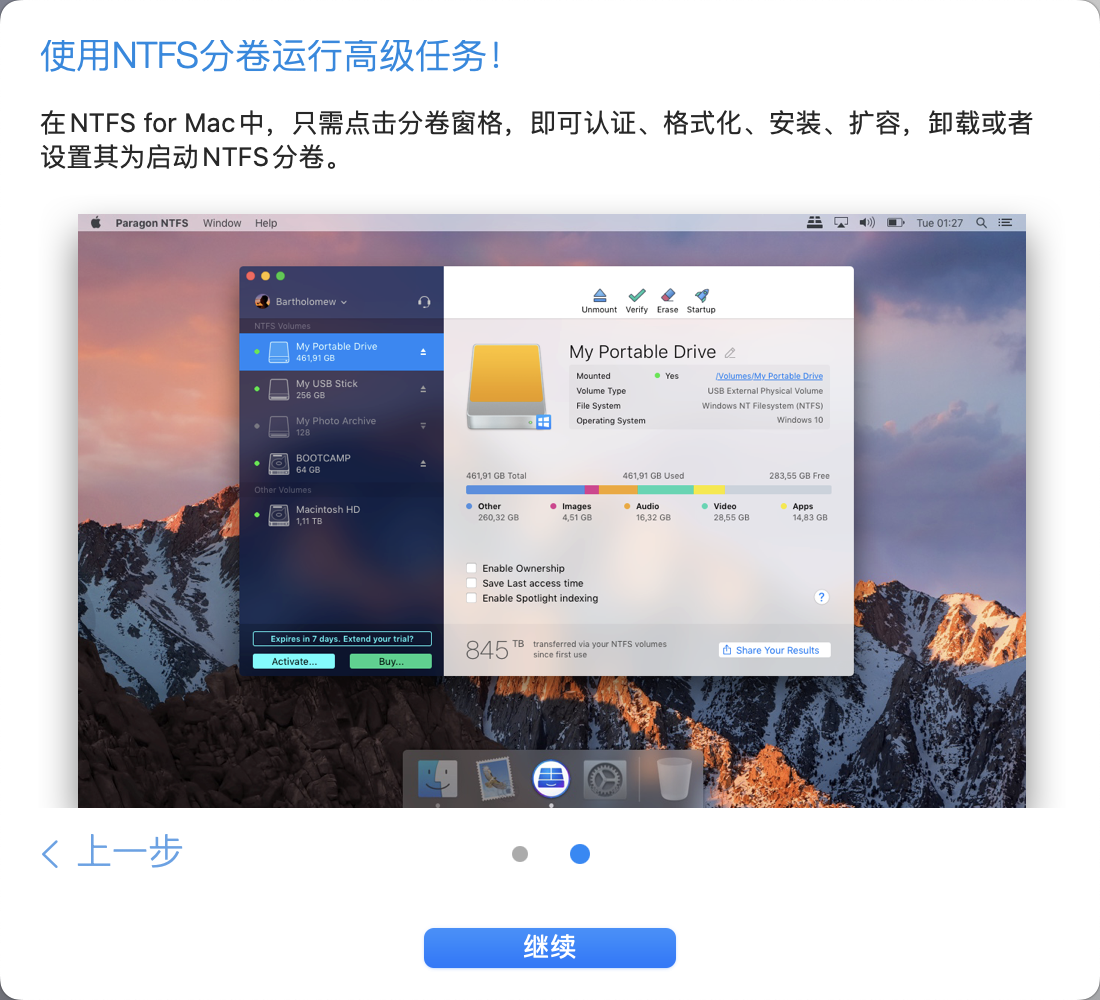 使用NTFS分卷运行高级任务！
在NTFS for Mac中，只需点击分卷窗格，即可认证、格式化、安装、扩容，卸载或者
设置其为启动NTFS分卷。
Paragon NTFS Window Help Tue 01:27
Bartholomew
Unmount Verify Erase Startup
NTFS Volumes
My Portable Drive
461,91 GB
My USB Stick
256 GB
My Photo Archive
128
BOOTCAMP
64 GB
Other Volumes
Macintosh HD
1,11 TB
Expires in 7 days. Extend your trial?
Activate... Buy...
My Portable Drive
Mounted Yes /Volumes/My Portable Drive
Volume Type USB External Physical Volume
File System Windows NT Filesystem (NTFS)
Operating System Windows 10
461,91 GB Total 461,91 GB Used 283,55 GB Free
Other Images Audio Video Apps
260,32 GB 4,51 GB 16,32 GB 28,55 GB 14,83 GB
Enable Ownership
Save Last access time
Enable Spotlight indexing
?
845 TB transferred via your NTFS volumes
since first use
Share Your Results
上一步
继续